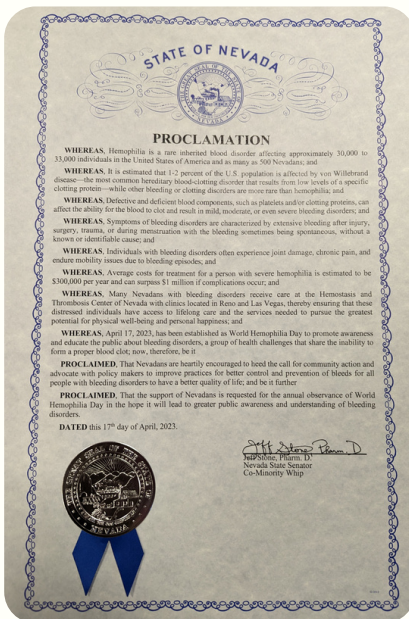 STATE OF NEVADA
PROCLAMATION
WHEREAS, Hemophilia is a rare inherited blood disorder affecting approximately 30,000 to
33,000 individuals in the United States of America and as many as 500 Nevadans; and
WHEREAS, It is estimated that 1-2 percent of the U.S. population is affected by von Willebrand
disease—the most common hereditary blood-clotting disorder that results from low levels of a specific
clotting protein—while other bleeding or clotting disorders are more rare than hemophilia; and
WHEREAS, Defective and deficient blood components, such as platelets and/or clotting proteins, can
affect the ability for the blood to clot and result in mild, moderate, or even severe bleeding disorders; and
WHEREAS, Symptoms of bleeding disorders are characterized by extensive bleeding after injury,
surgery, trauma, or during menstruation with the bleeding sometimes being spontaneous, without a
known or identifiable cause; and
WHEREAS, Individuals with bleeding disorders often experience joint damage, chronic pain, and
endure mobility issues due to bleeding episodes; and
WHEREAS, Average costs for treatment for a person with severe hemophilia is estimated to be
$300,000 per year and can surpass $1 million if complications occur; and
WHEREAS, Many Nevadans with bleeding disorders receive care at the Hemostasis and
Thrombosis Center of Nevada with clinics located in Reno and Las Vegas, thereby ensuring that these
distressed individuals have access to lifelong care and the services needed to pursue the greatest
potential for physical well-being and personal happiness; and
WHEREAS, April 17, 2023, has been established as World Hemophilia Day to promote awareness
and educate the public about bleeding disorders, a group of health challenges that share the inability to
form a proper blood clot; now, therefore, be it
PROCLAIMED, That Nevadans are heartily encouraged to heed the call for community action and
advocate with policy makers to improve practices for better control and prevention of bleeds for all
people with bleeding disorders to have a better quality of life; and be it further
PROCLAIMED, That the support of Nevadans is requested for the annual observance of World
Hemophilia Day in the hope it will lead to greater public awareness and understanding of bleeding
disorders.
DATED this 17th day of April, 2023.
Jeff Stone, Pharm. D
Jeff Stone, Pharm. D.
Nevada State Senator
Co-Minority Whip
NEVADA